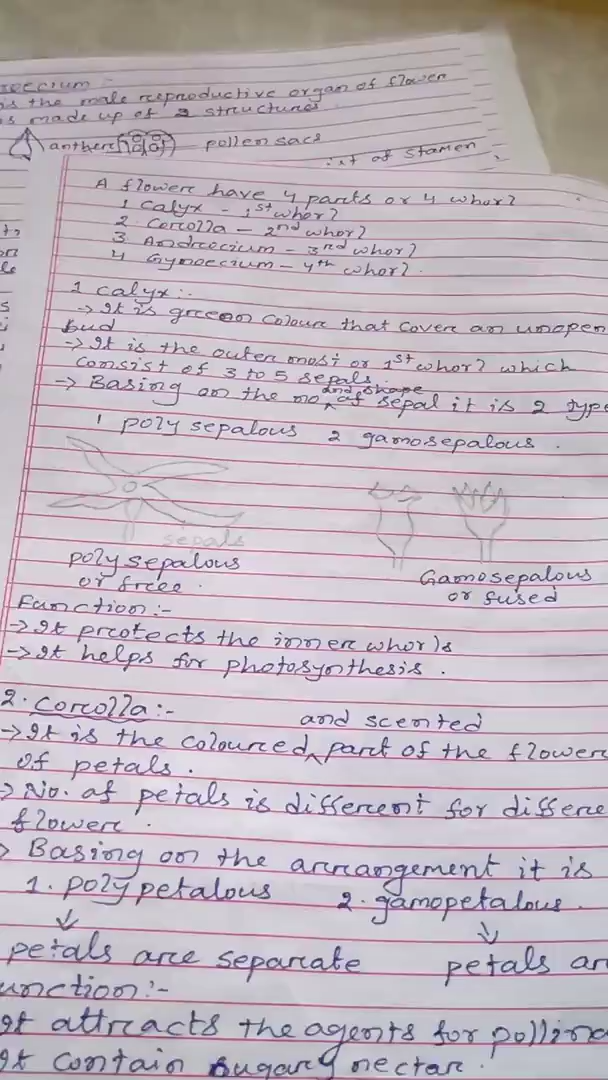 is the male reproductive organ of flower
is made up of 2 structures
anther pollen sacs
of stamen
A flower have 4 parts or 4 whorl
1 Calyx - 1st whorl
2. Corolla - 2nd whorl
3. Androecium - 3rd whorl
4 Gynoecium - 4th whorl.
1 calyx :-
→ It is green colour that cover an unopen
bud
→ It is the outer most or 1st whorl which
consist of 3 to 5 sepals.
→ Basing on the no and shape of sepal it is 2 type
1 poly sepalous 2 gamosepalous .
sepals
poly sepalous
or free .
Gamosepalous
or fused
Function :-
→ It protects the inner whorls
→ It helps for photosynthesis .
2. Corolla :-
→ It is the coloured and scented part of the flower
of petals .
→ No. of petals is different for differe
flower .
> Basing on the arrangement it is
1. poly petalous 2. gamopetalous .
petals are separate petals ar
unction :-
It attracts the agents for pollina
It contain sugary nectar .